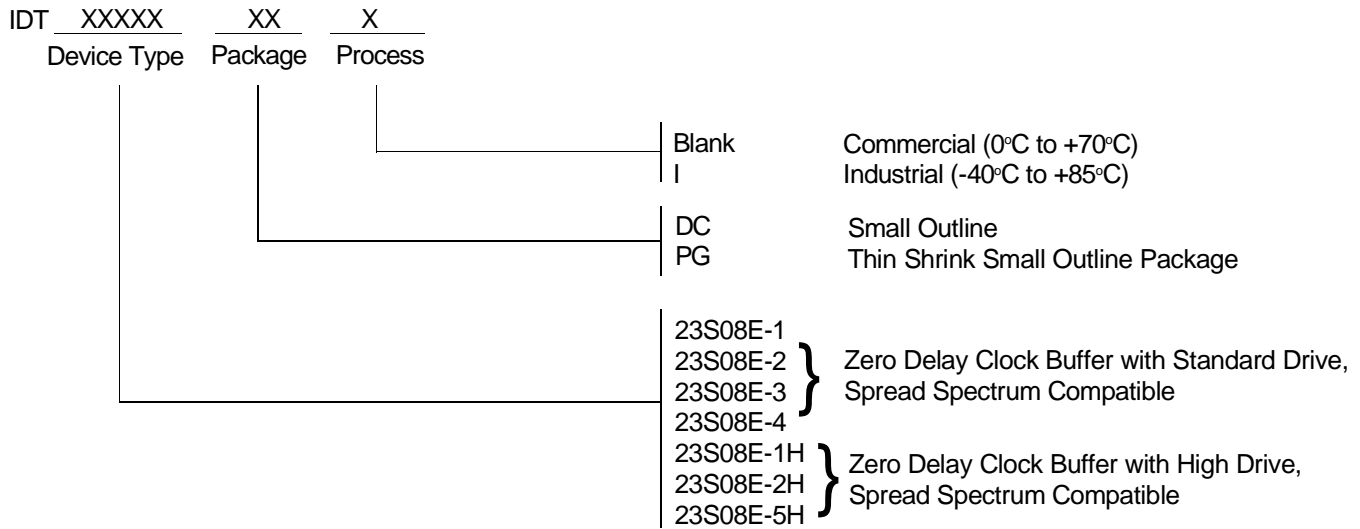 IDT XXXXX XX X
Device Type Package Process
Blank Commercial (0°C to +70°C)
I Industrial (-40°C to +85°C)
DC Small Outline
PG Thin Shrink Small Outline Package
23S08E-1
23S08E-2
23S08E-3
23S08E-4
Zero Delay Clock Buffer with Standard Drive,
Spread Spectrum Compatible
23S08E-1H
23S08E-2H
23S08E-5H
Zero Delay Clock Buffer with High Drive,
Spread Spectrum Compatible